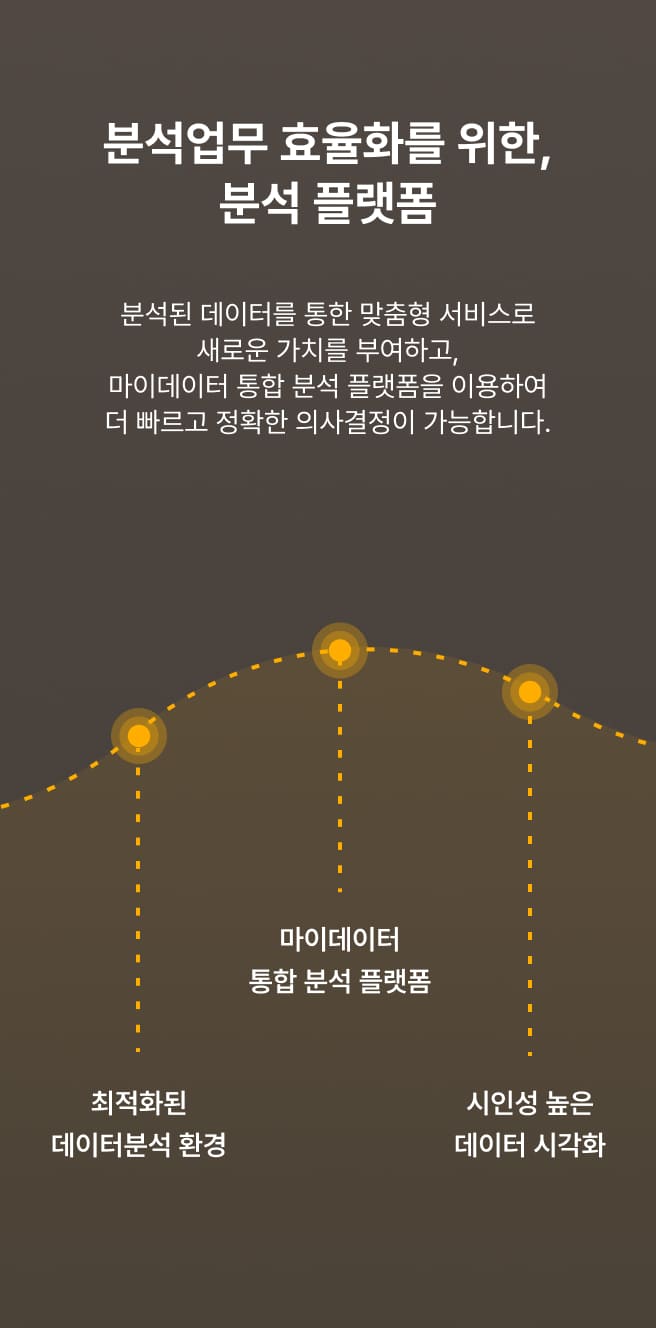 분석업무 효율화를 위한,
분석 플랫폼
분석된 데이터를 통한 맞춤형 서비스로
새로운 가치를 부여하고,
마이데이터 통합 분석 플랫폼을 이용하여
더 빠르고 정확한 의사결정이 가능합니다.
마이데이터
통합 분석 플랫폼
최적화된
데이터분석 환경
시인성 높은
데이터 시각화